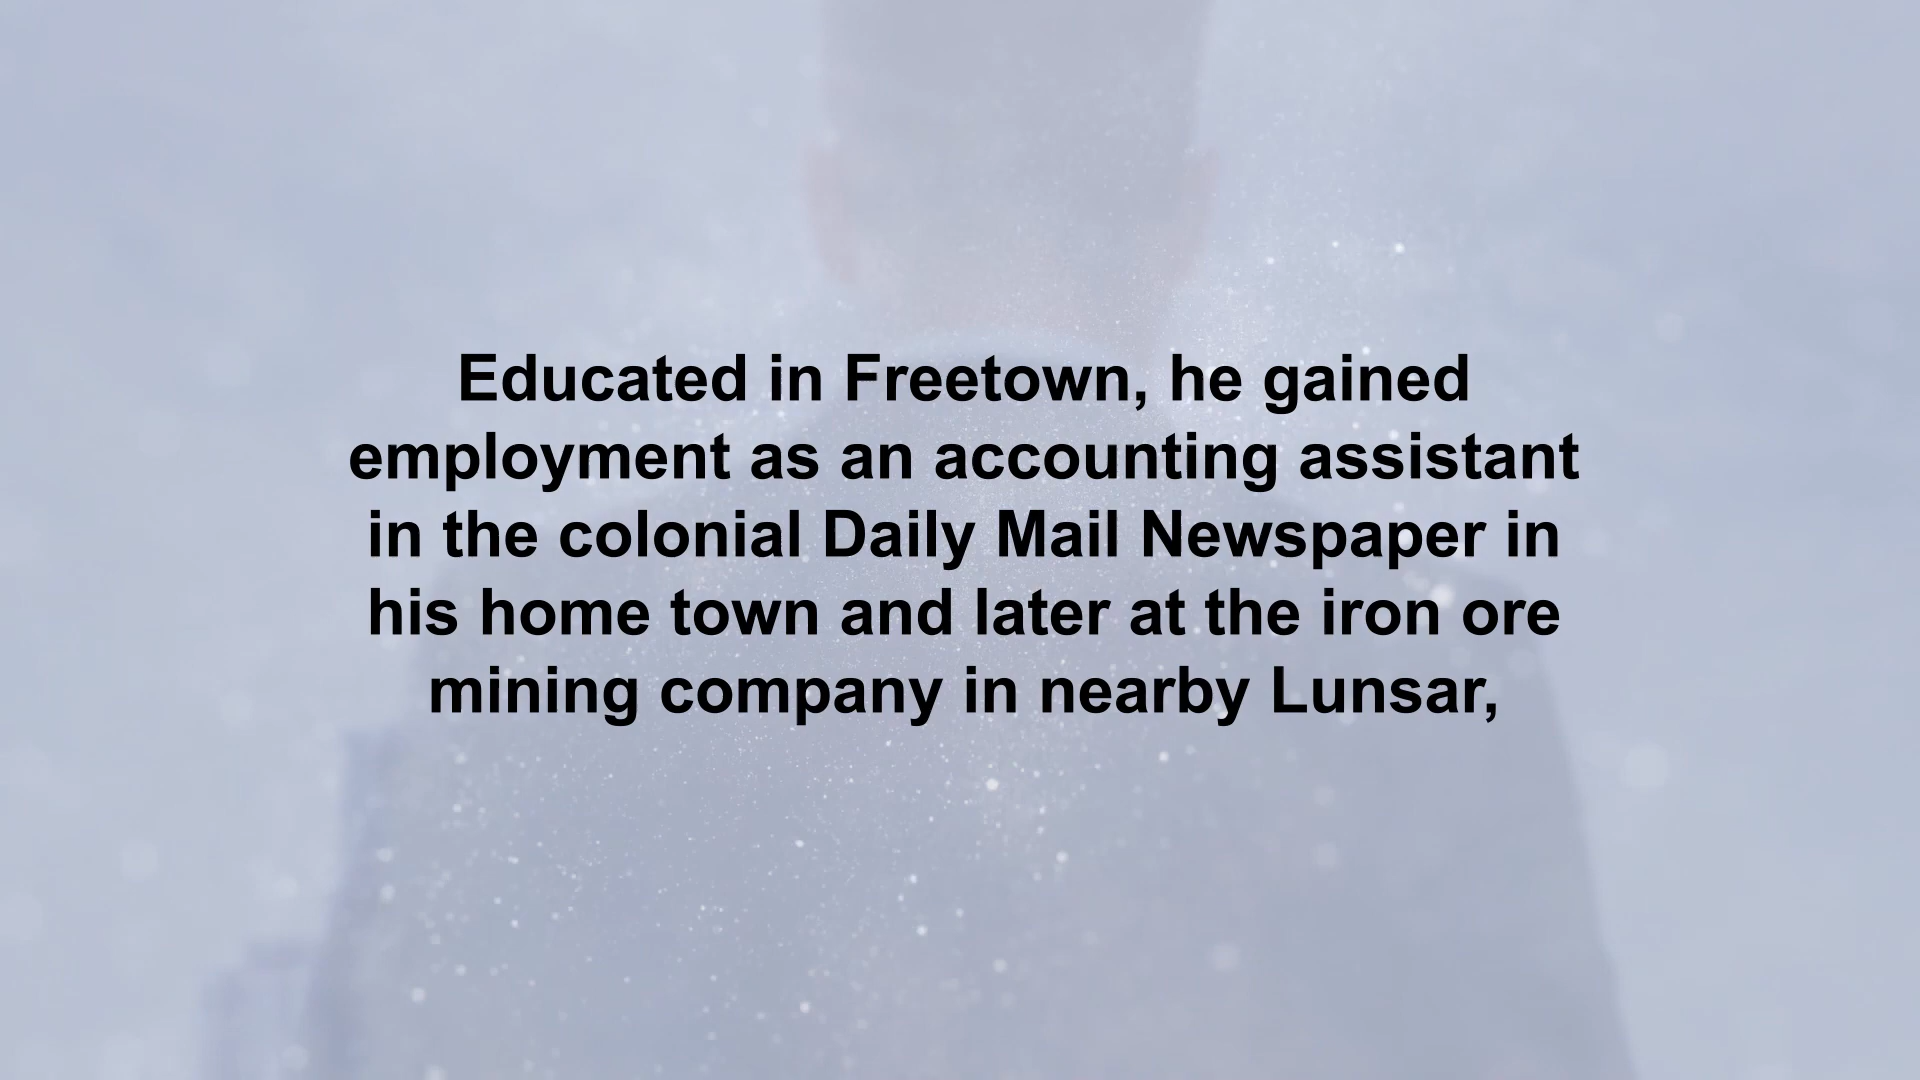 Educated in Freetown, he gained
employment as an accounting assistant
in the colonial Daily Mail Newspaper in
his home town and later at the iron ore
mining company in nearby Lunsar,